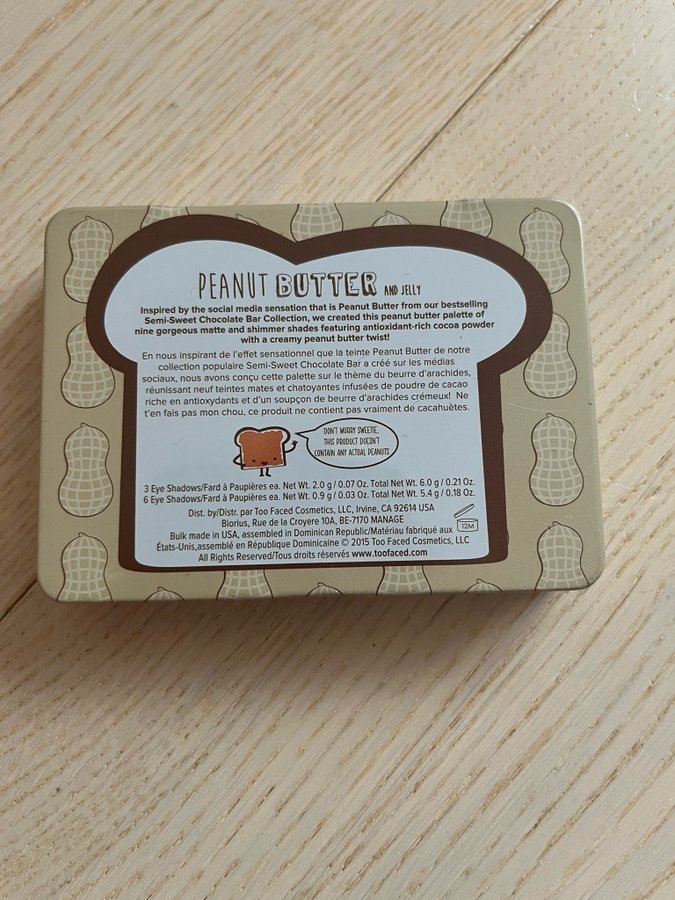 PEANUT BUTTER AND JELLY
Inspired by the social media sensation that is Peanut Butter from our bestselling
Semi-Sweet Chocolate Bar Collection, we created this peanut butter palette of
nine gorgeous matte and shimmer shades featuring antioxidant-rich cocoa powder
with a creamy peanut butter twist!
En nous inspirant de l'effet sensationnel que la teinte Peanut Butter de notre
collection populaire Semi-Sweet Chocolate Bar a créé sur les médias
sociaux, nous avons conçu cette palette sur le thème du beurre d'arachides,
réunissant neuf teintes mates et chatoyantes infusées de poudre de cacao
riche en antioxydants et d'un soupçon de beurre d'arachides crémeux! Ne
t'en fais pas mon chou, ce produit ne contient pas vraiment de cacahuètes.
DON'T WORRY SWEETIE,
THIS PRODUCT DOESN'T
CONTAIN ANY ACTUAL PEANUTS
3 Eye Shadows/Fard à Paupières ea. Net Wt. 2.0 g / 0.07 Oz. Total Net Wt. 6.0 g / 0.21 Oz.
6 Eye Shadows/Fard à Paupières ea. Net Wt. 0.9 g / 0.03 Oz. Total Net Wt. 5.4 g / 0.18 Oz.
Dist. by/Distr. par Too Faced Cosmetics, LLC, Irvine, CA 92614 USA
Biorius, Rue de la Croyere 10A, BE-7170 MANAGE
Bulk made in USA, assembled in Dominican Republic/Matériau fabriqué aux
États-Unis,assemblé en République Dominicaine © 2015 Too Faced Cosmetics, LLC
All Rights Reserved/Tous droits réservés www.toofaced.com
12M